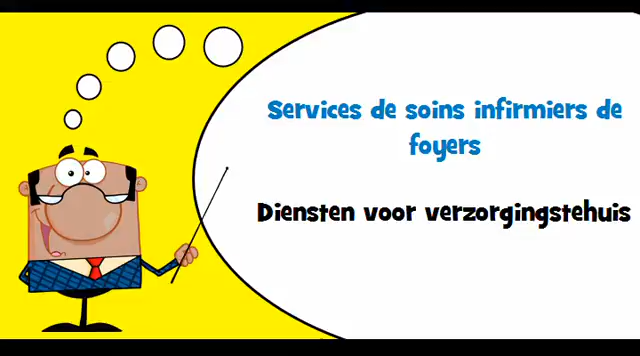 Services de soins infirmiers de
foyers
Diensten voor verzorgingstehuis